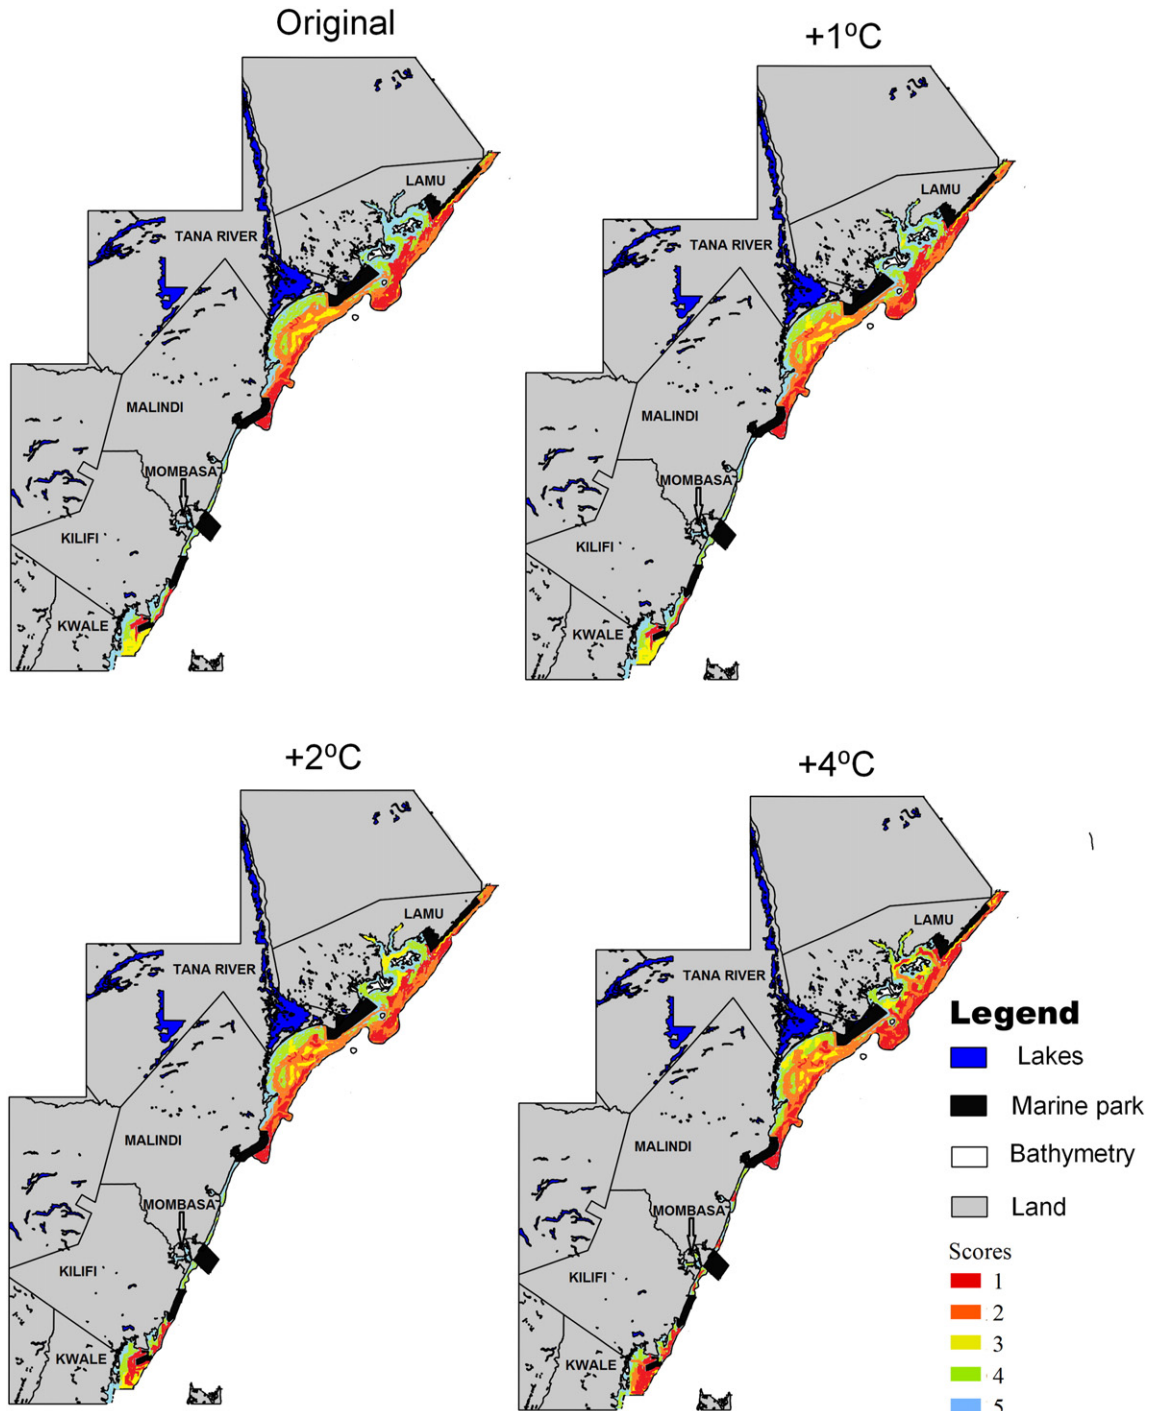 Original
LAMU
TANA RIVER
MALINDI
MOMBASA
KILIFI
KWALE
+1ºC
LAMU
TANA RIVER
MALINDI
MOMBASA
KILIFI
KWALE
+2ºC
LAMU
TANA RIVER
MALINDI
MOMBASA
KILIFI
KWALE
+4ºC
LAMU
TANA RIVER
MALINDI
MOMBASA
KILIFI
KWALE
Legend
Lakes
Marine park
Bathymetry
Land
Scores
1
2
3
4
5